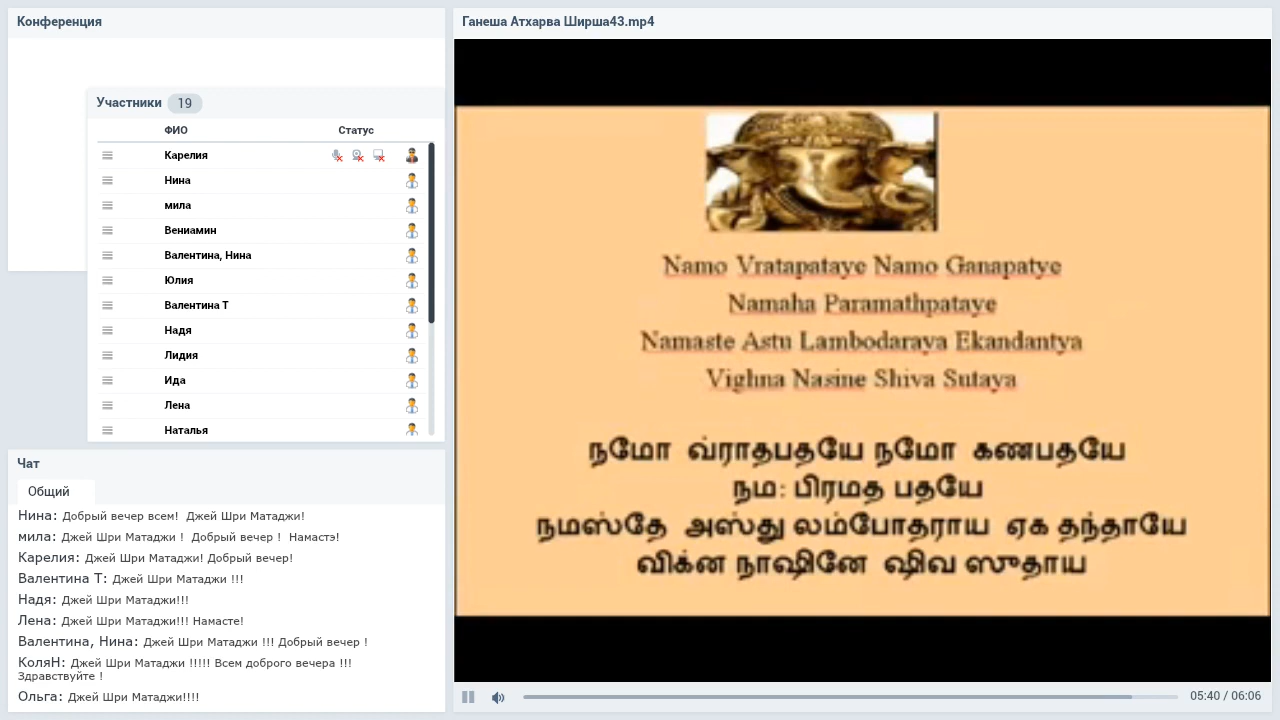 Конференция
Участники 19
ФИО Статус
Карелия
Нина
мила
Вениамин
Валентина, Нина
Юлия
Валентина Т
Надя
Лидия
Ида
Лена
Наталья
Чат
Общий
Нина: Добрый вечер всем! Джей Шри Матаджи!
мила: Джей Шри Матаджи ! Добрый вечер ! Намастэ!
Карелия: Джей Шри Матаджи! Добрый вечер!
Валентина Т: Джей Шри Матаджи !!!
Надя: Джей Шри Матаджи!!!
Лена: Джей Шри Матаджи!!! Намасте!
Валентина, Нина: Джей Шри Матаджи !!! Добрый вечер !
КоляН: Джей Шри Матаджи !!!!! Всем доброго вечера !!!
Здравствуйте !
Ольга: Джей Шри Матаджи!!!!
Ганеша Атхарва Ширша43.mp4
Namo Vratapataye Namo Ganapatye
Namaha Paramathpataye
Namaste Astu Lambodaraya Ekandantya
Vighna Nasine Shiva Sutaya
நமோ வ்ராதபதயே நமோ கணபதயே
நம: பிரமத பதயே
நமஸ்தே அஸ்து லம்போதராய ஏக தந்தாயே
விக்ன நாஷினே ஷிவ ஸுதாய
05:40 / 06:06